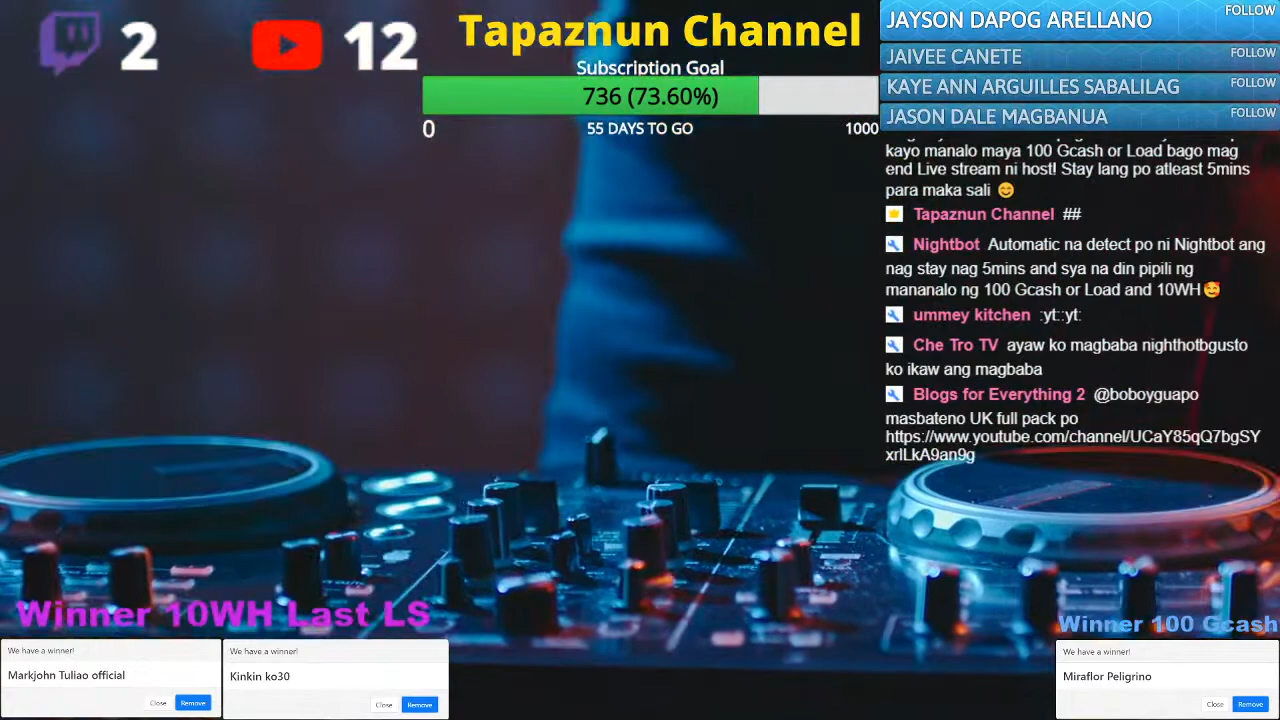 2
12
Tapaznun Channel
Subscription Goal
736 (73.60%)
0
55 DAYS TO GO
1000
JAYSON DAPOG ARELLANO
FOLLOW
JAIVEE CANETE
FOLLOW
KAYE ANN ARGUILLES SABALILAG
FOLLOW
JASON DALE MAGBANUA
FOLLOW
kayo manalo maya 100 Gcash or Load bago mag
end Live stream ni host! Stay lang po atleast 5mins
para maka sali 😊
Tapaznun Channel ##
Nightbot Automatic na detect po ni Nightbot ang
nag stay nag 5mins and sya na din pipili ng
mananalo ng 100 Gcash or Load and 10WH🥰
ummey kitchen :yt::yt:
Che Tro TV ayaw ko magbaba nighthotbgusto
ko ikaw ang magbaba
Blogs for Everything 2 @boboyguapo
masbateno UK full pack po
https://www.youtube.com/channel/UCaY85qQ7bgSY
xrlLkA9an9g
Winner 10WH Last LS
We have a winner!
Markjohn Tuliao official
Close
Remove
We have a winner!
Kinkin ko30
Close
Remove
Winner 100 Gcash
We have a winner!
Miraflor Peligrino
Close
Remove